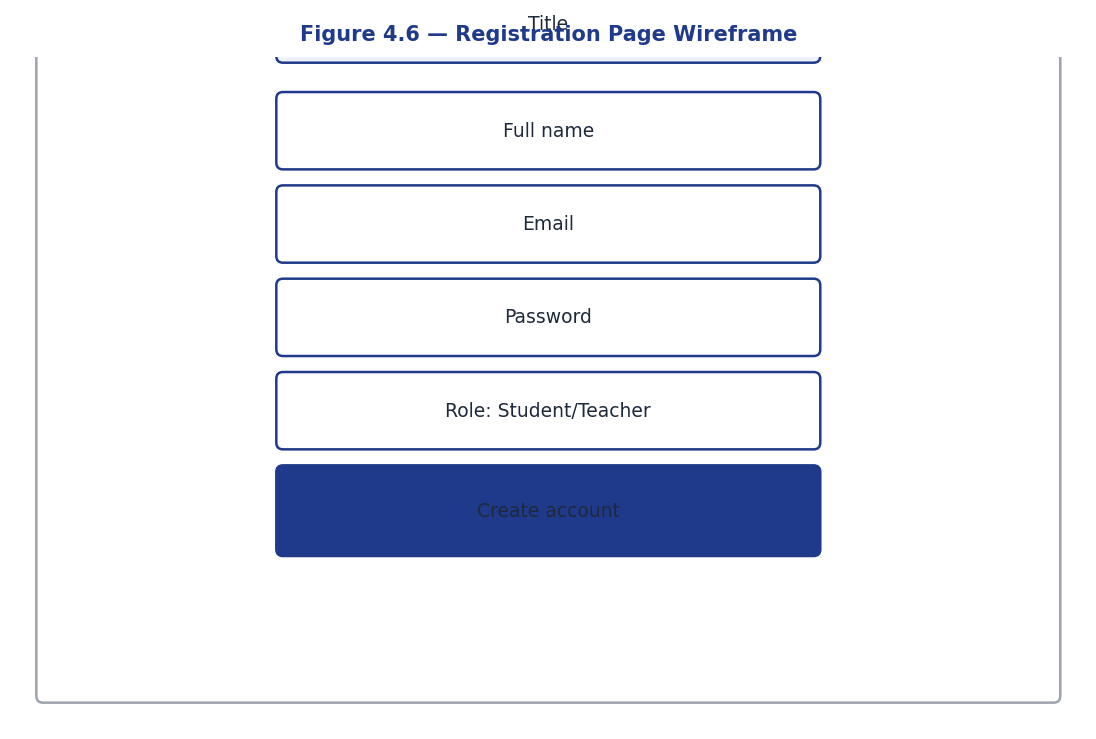 Title
Figure 4.6 — Registration Page Wireframe
Full name
Email
Password
Role: Student/Teacher
Create account